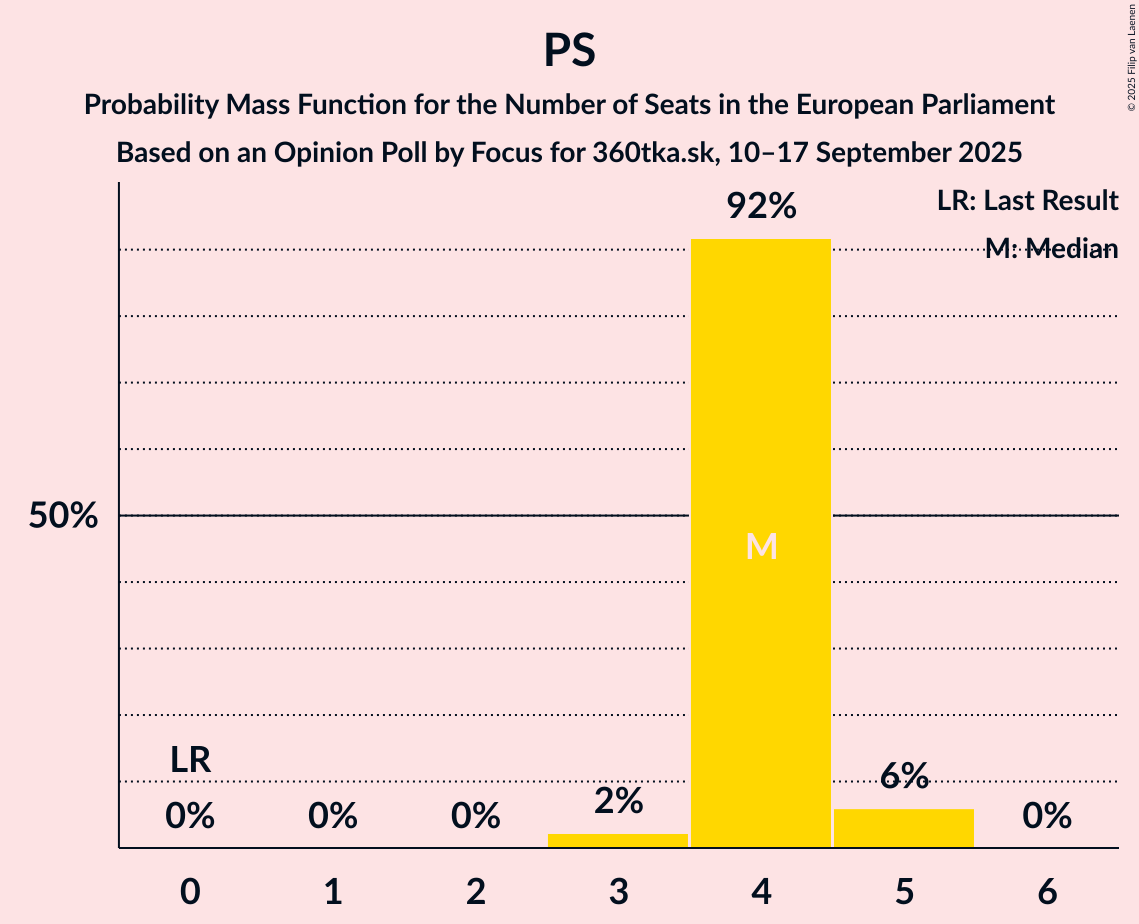 PS
Probability Mass Function for the Number of Seats in the European Parliament
Based on an Opinion Poll by Focus for 360tka.sk, 10–17 September 2025
© 2025 Filip van Laenen
LR: Last Result
M: Median
92%
50%
M
LR
0%
0%
0%
2%
6%
0%
0
1
2
3
4
5
6